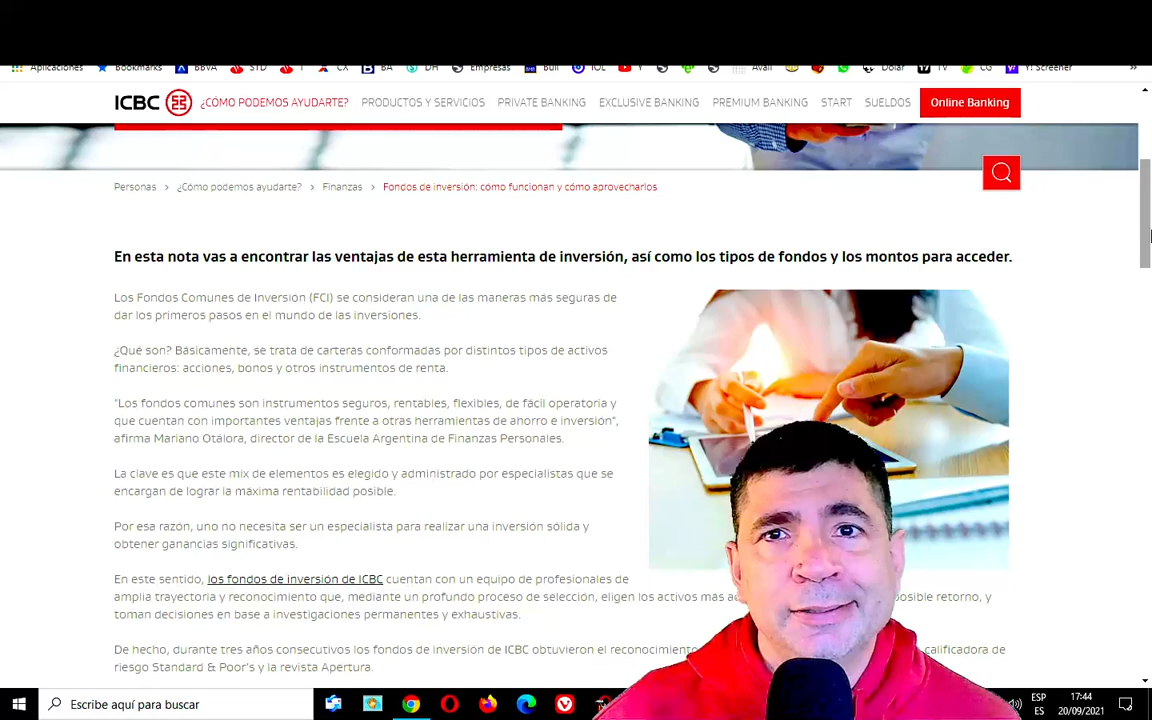 Aplicaciones Bookmarks BBVA STD T CX BA DH Empresas Bull IOL Y Avail Dolar TV CG Y! Screener »
ICBC ¿CÓMO PODEMOS AYUDARTE? PRODUCTOS Y SERVICIOS PRIVATE BANKING EXCLUSIVE BANKING PREMIUM BANKING START SUELDOS Online Banking
Personas > ¿Cómo podemos ayudarte? > Finanzas > Fondos de inversión: cómo funcionan y cómo aprovecharlos
En esta nota vas a encontrar las ventajas de esta herramienta de inversión, así como los tipos de fondos y los montos para acceder.
Los Fondos Comunes de Inversión (FCI) se consideran una de las maneras más seguras de
dar los primeros pasos en el mundo de las inversiones.
¿Qué son? Básicamente, se trata de carteras conformadas por distintos tipos de activos
financieros: acciones, bonos y otros instrumentos de renta.
"Los fondos comunes son instrumentos seguros, rentables, flexibles, de fácil operatoria y
que cuentan con importantes ventajas frente a otras herramientas de ahorro e inversión",
afirma Mariano Otálora, director de la Escuela Argentina de Finanzas Personales.
La clave es que este mix de elementos es elegido y administrado por especialistas que se
encargan de lograr la máxima rentabilidad posible.
Por esa razón, uno no necesita ser un especialista para realizar una inversión sólida y
obtener ganancias significativas.
En este sentido, los fondos de inversión de ICBC cuentan con un equipo de profesionales de
amplia trayectoria y reconocimiento que, mediante un profundo proceso de selección, eligen los activos más posible retorno, y
toman decisiones en base a investigaciones permanentes y exhaustivas.
De hecho, durante tres años consecutivos los fondos de inversión de ICBC obtuvieron el reconocimiento calificadora de
riesgo Standard & Poor's y la revista Apertura.
Escribe aquí para buscar
ESP
ES
17:44
20/09/2021